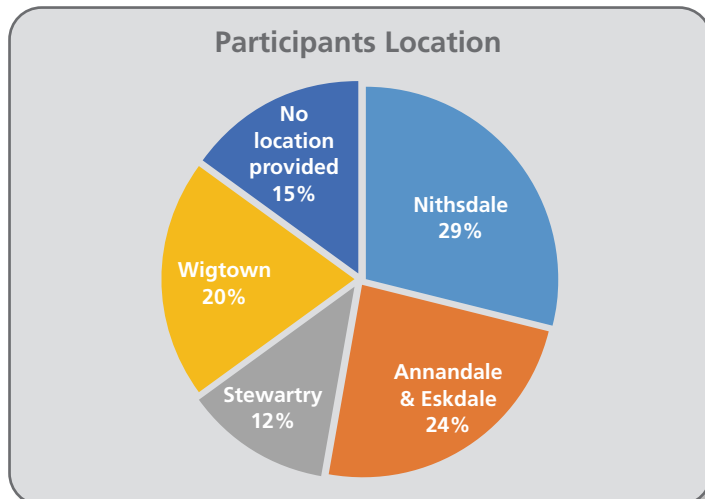 Participants Location
No
location
provided
15%
Nithsdale
29%
Wigtown
20%
Annandale
& Eskdale
24%
Stewartry
12%